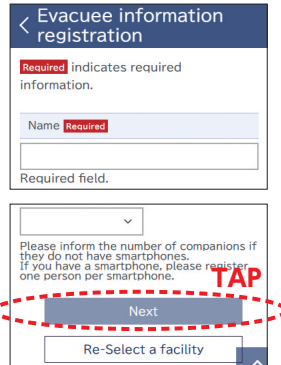 Evacuee information
registration
Required indicates required
information.
Name Required
Required field.
Please inform the number of companions if
they do not have smartphones.
If you have a smartphone, please register
one person per smartphone.
TAP
Next
Re-Select a facility